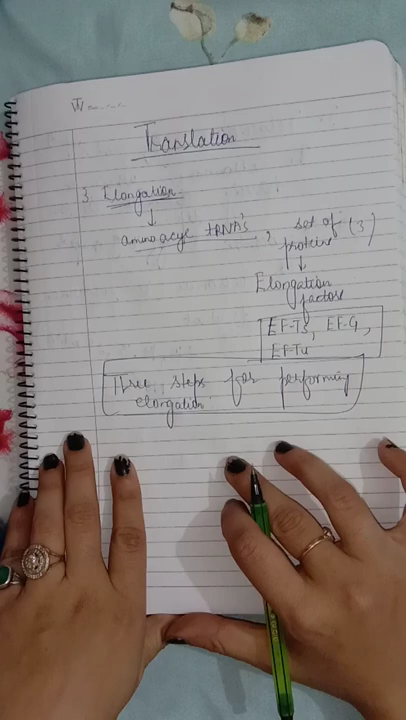 Translation
3 Elongation
↓
aminoacyl tRNA's, set of (3)
proteins
↓
Elongation
factors
EF-Ts, EF-G,
EF-Tu
Three steps for performing
elongation.